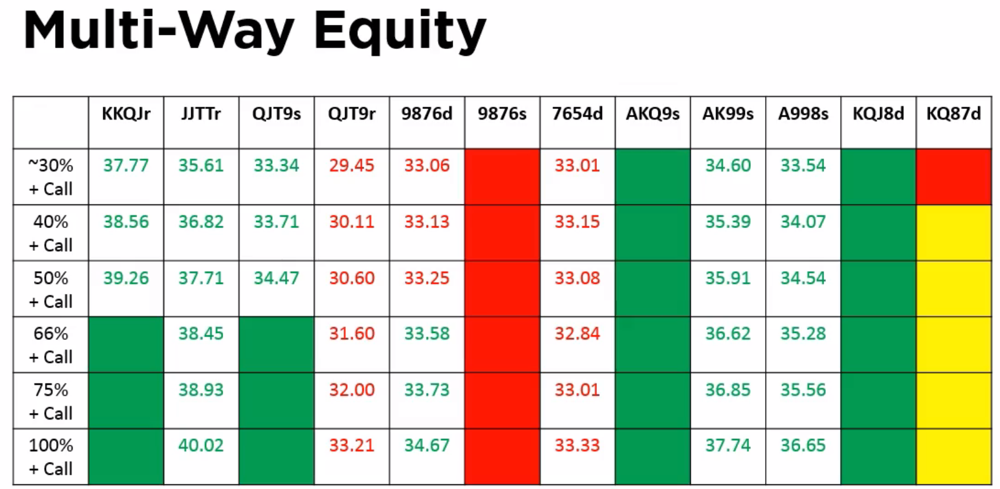 Multi-Way Equity
KKQJr JJTTr QJT9s QJT9r 9876d 9876s 7654d AKQ9s AK99s A998s KQJ8d KQ87d
~30% 37.77 35.61 33.34 29.45 33.06 33.01 34.60 33.54
+ Call
40% 38.56 36.82 33.71 30.11 33.13 33.15 35.39 34.07
+ Call
50% 39.26 37.71 34.47 30.60 33.25 33.08 35.91 34.54
+ Call
66% 38.45 31.60 33.58 32.84 36.62 35.28
+ Call
75% 38.93 32.00 33.73 33.01 36.85 35.56
+ Call
100% 40.02 33.21 34.67 33.33 37.74 36.65
+ Call